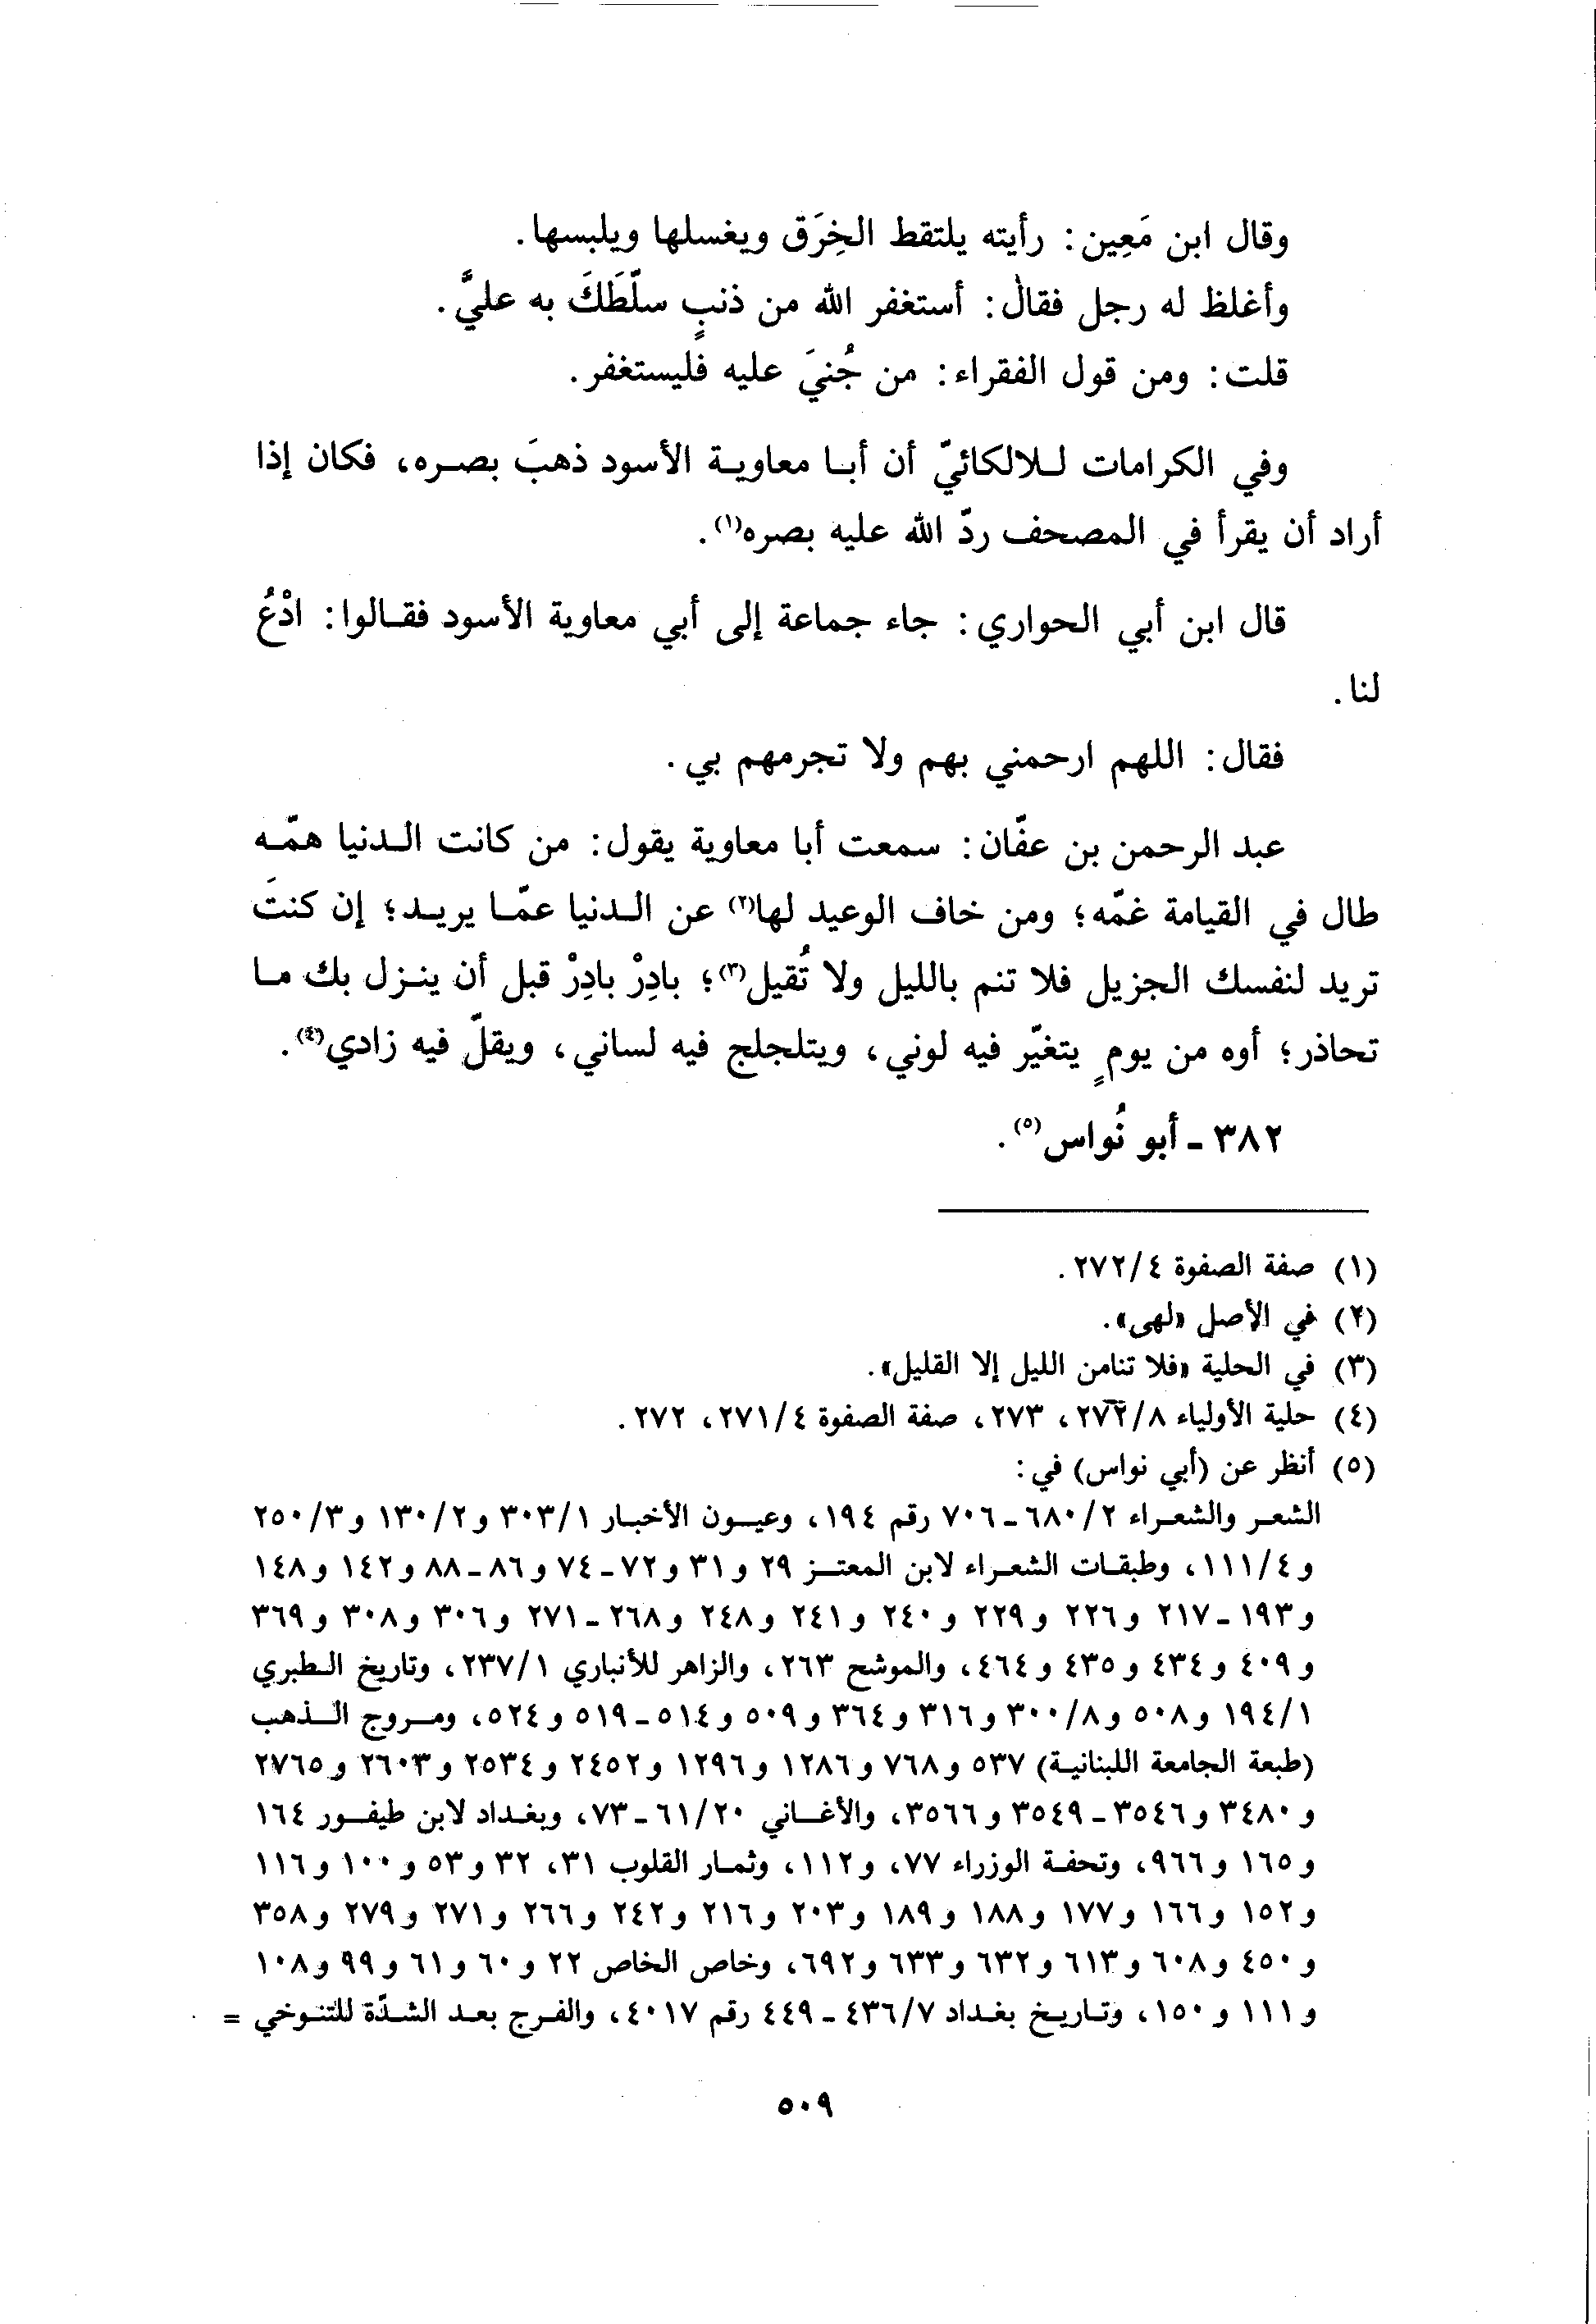 وقال ابن مَعِين: رأيته يلتقط الخِرَق ويغسلها ويلبسها.
وأغلظ له رجل فقال: أستغفر الله من ذنبٍ سلّطَكَ به عليَّ.
قلت: ومن قول الفقراء: من جُنيَ عليه فليستغفر.
وفي الكرامات للالكائيّ أن أبا معاوية الأسود ذهبَ بصره، فكان إذا
أراد أن يقرأ في المصحف ردّ الله عليه بصره(١).
قال ابن أبي الحواري: جاء جماعة إلى أبي معاوية الأسود فقالوا: ادْعُ
لنا.
فقال: اللهم ارحمني بهم ولا تجرمهم بي.
عبد الرحمن بن عفّان: سمعت أبا معاوية يقول: من كانت الدنيا همّه
طال في القيامة غمّه؛ ومن خاف الوعيد لها(٢) عن الدنيا عمّا يريد؛ إن كنتَ
تريد لنفسك الجزيل فلا تنم بالليل ولا تُقيل(٣)؛ بادِرْ بادِرْ قبل أن ينزل بك ما
تحاذر؛ أوه من يومٍ يتغيّر فيه لوني، ويتلجلج فيه لساني، ويقلّ فيه زادي(٤).
٣٨٢ - أبو نُواس(٥).
(١) صفة الصفوة ٤/٢٧٢.
(٢) في الأصل «لهى».
(٣) في الحلية «فلا تنامن الليل إلا القليل».
(٤) حلية الأولياء ٨/٢٧٢، ٢٧٣، صفة الصفوة ٤/٢٧١، ٢٧٢.
(٥) أنظر عن (أبي نواس) في:
الشعر والشعراء ٢/٦٨٠ - ٧٠٦ رقم ١٩٤، وعيون الأخبار ١/٣٠٣ و٢/١٣٠ و٣/٢٥٠
و٤/١١١، وطبقات الشعراء لابن المعتز ٢٩ و٣١ و٧٢ - ٧٤ و٨٦ - ٨٨ و١٤٢ و١٤٨
و١٩٣ - ٢١٧ و٢٢٦ و٢٢٩ و٢٤٠ و٢٤١ و٢٤٨ و٢٦٨ - ٢٧١ و٣٠٦ و٣٠٨ و٣٦٩
و٤٠٩ و٤٣٤ و٤٣٥ و٤٦٤، والموشح ٢٦٣، والزاهر للأنباري ١/٢٣٧، وتاريخ الطبري
١/١٩٤ و٥٠٨ و٨/٣٠٠ و٣١٦ و٣٦٤ و٥٠٩ و٥١٤ - ٥١٩ و٥٢٤، ومروج الذهب
(طبعة الجامعة اللبنانية) ٥٣٧ و٧٦٨ و١٢٨٦ و١٢٩٦ و٢٤٥٢ و٢٥٣٤ و٢٦٠٣ و٢٧٦٥
و٣٤٨٠ و٣٥٤٦ - ٣٥٤٩ و٣٥٦٦، والأغاني ٢٠/٦١ - ٧٣، وبغداد لابن طيفور ١٦٤
و١٦٥ و٩٦٦، وتحفة الوزراء ٧٧، و١١٢، وثمار القلوب ٣١، ٣٢ و٥٣ و١٠٠ و١١٦
و١٥٢ و١٦٦ و١٧٧ و١٨٨ و١٨٩ و٢٠٣ و٢١٦ و٢٤٢ و٢٦٦ و٢٧١ و٢٧٩ و٣٥٨
و٤٥٠ و٦٠٨ و٦١٣ و٦٣٢ و٦٣٣ و٦٩٢، وخاص الخاص ٢٢ و٦٠ و٦١ و٩٩ و١٠٨
و١١١ و١٥٠، وتاريخ بغداد ٧/٤٣٦ - ٤٤٩ رقم ٤٠١٧، والفرج بعد الشدّة للتنوخي =
٥٠٩